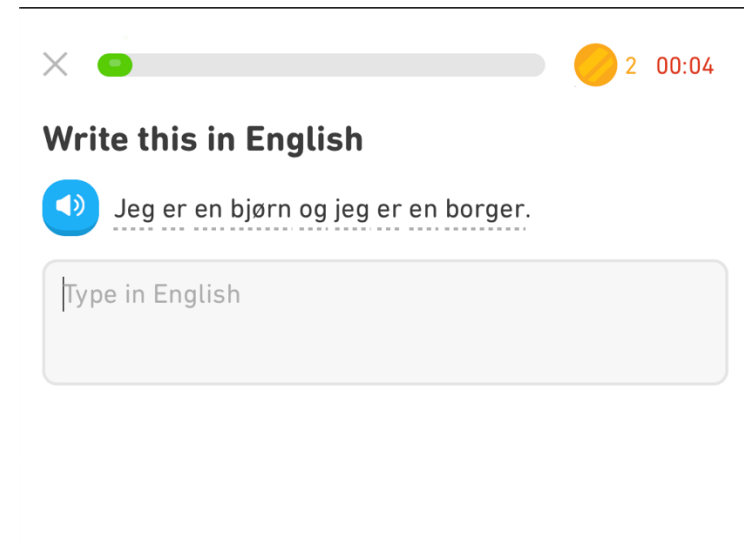 2 00:04
Write this in English
Jeg er en bjørn og jeg er en borger.
Type in English